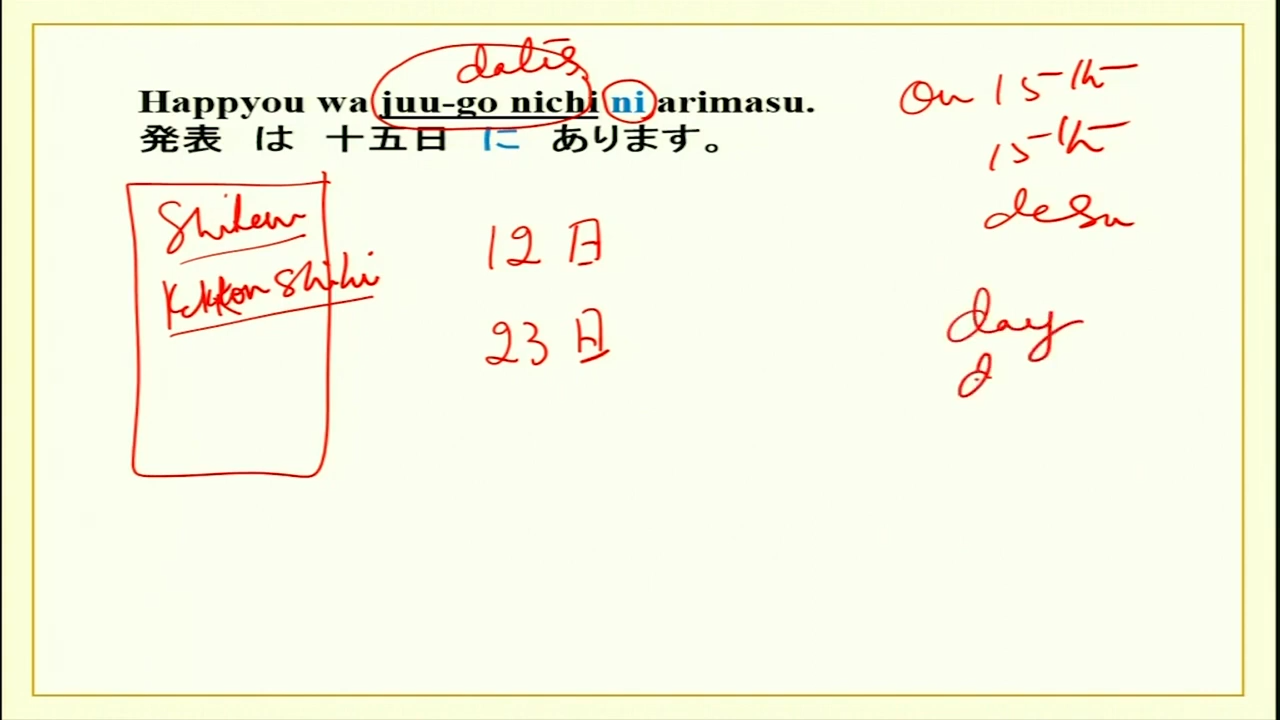 dates
Happyou wa juu-go nichi ni arimasu.
発表 は 十五日 に あります。
On 15th
15th
desu
Shiken
12日
23日
day
d